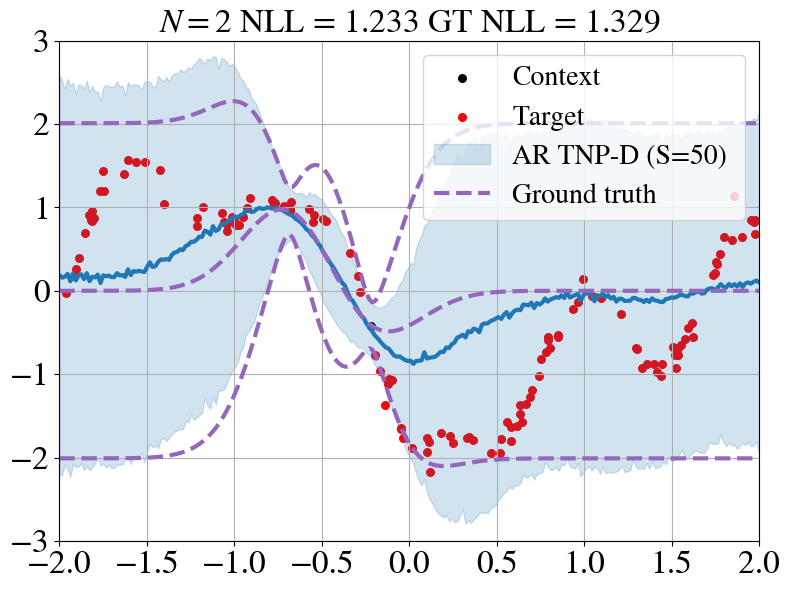 N = 2 NLL = 1.233 GT NLL = 1.329
3
2
1
0
−1
−2
−3
Context
Target
AR TNP-D (S=50)
Ground truth
−2.0 −1.5 −1.0 −0.5 0.0 0.5 1.0 1.5 2.0